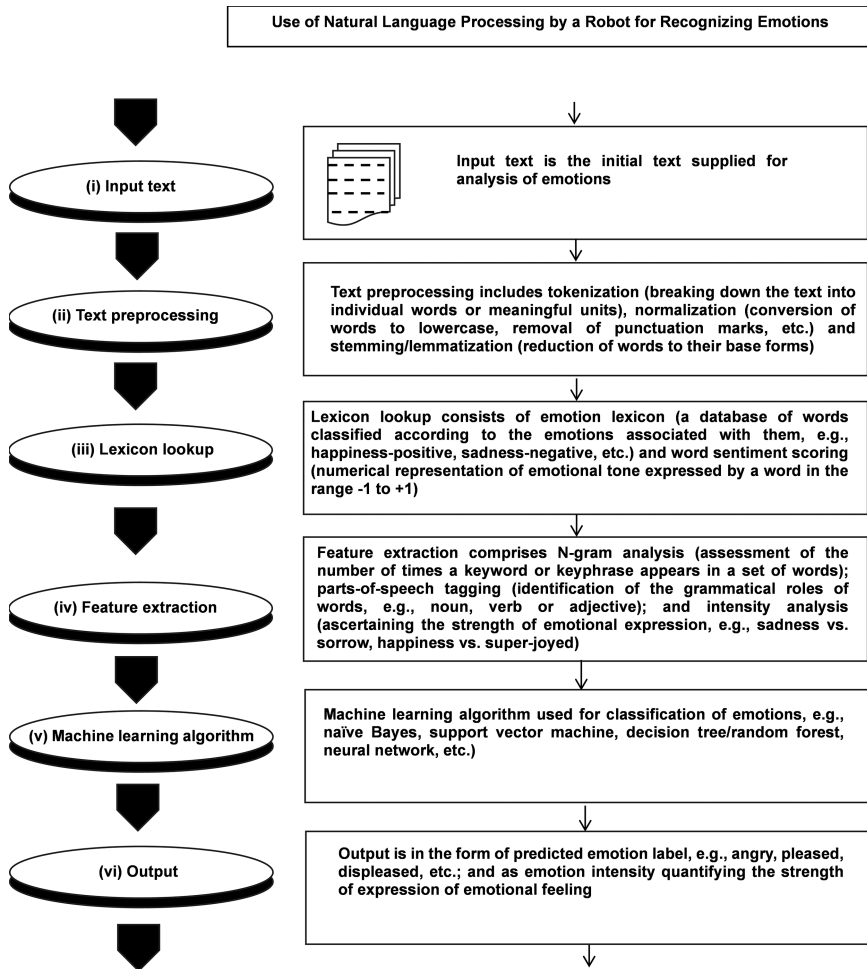 Use of Natural Language Processing by a Robot for Recognizing Emotions
(i) Input text
Input text is the initial text supplied for
analysis of emotions
(ii) Text preprocessing
Text preprocessing includes tokenization (breaking down the text into
individual words or meaningful units), normalization (conversion of
words to lowercase, removal of punctuation marks, etc.) and
stemming/lemmatization (reduction of words to their base forms)
(iii) Lexicon lookup
Lexicon lookup consists of emotion lexicon (a database of words
classified according to the emotions associated with them, e.g.,
happiness-positive, sadness-negative, etc.) and word sentiment scoring
(numerical representation of emotional tone expressed by a word in the
range -1 to +1)
(iv) Feature extraction
Feature extraction comprises N-gram analysis (assessment of the
number of times a keyword or keyphrase appears in a set of words);
parts-of-speech tagging (identification of the grammatical roles of
words, e.g., noun, verb or adjective); and intensity analysis
(ascertaining the strength of emotional expression, e.g., sadness vs.
sorrow, happiness vs. super-joyed)
(v) Machine learning algorithm
Machine learning algorithm used for classification of emotions, e.g.,
naïve Bayes, support vector machine, decision tree/random forest,
neural network, etc.)
(vi) Output
Output is in the form of predicted emotion label, e.g., angry, pleased,
displeased, etc.; and as emotion intensity quantifying the strength
of expression of emotional feeling